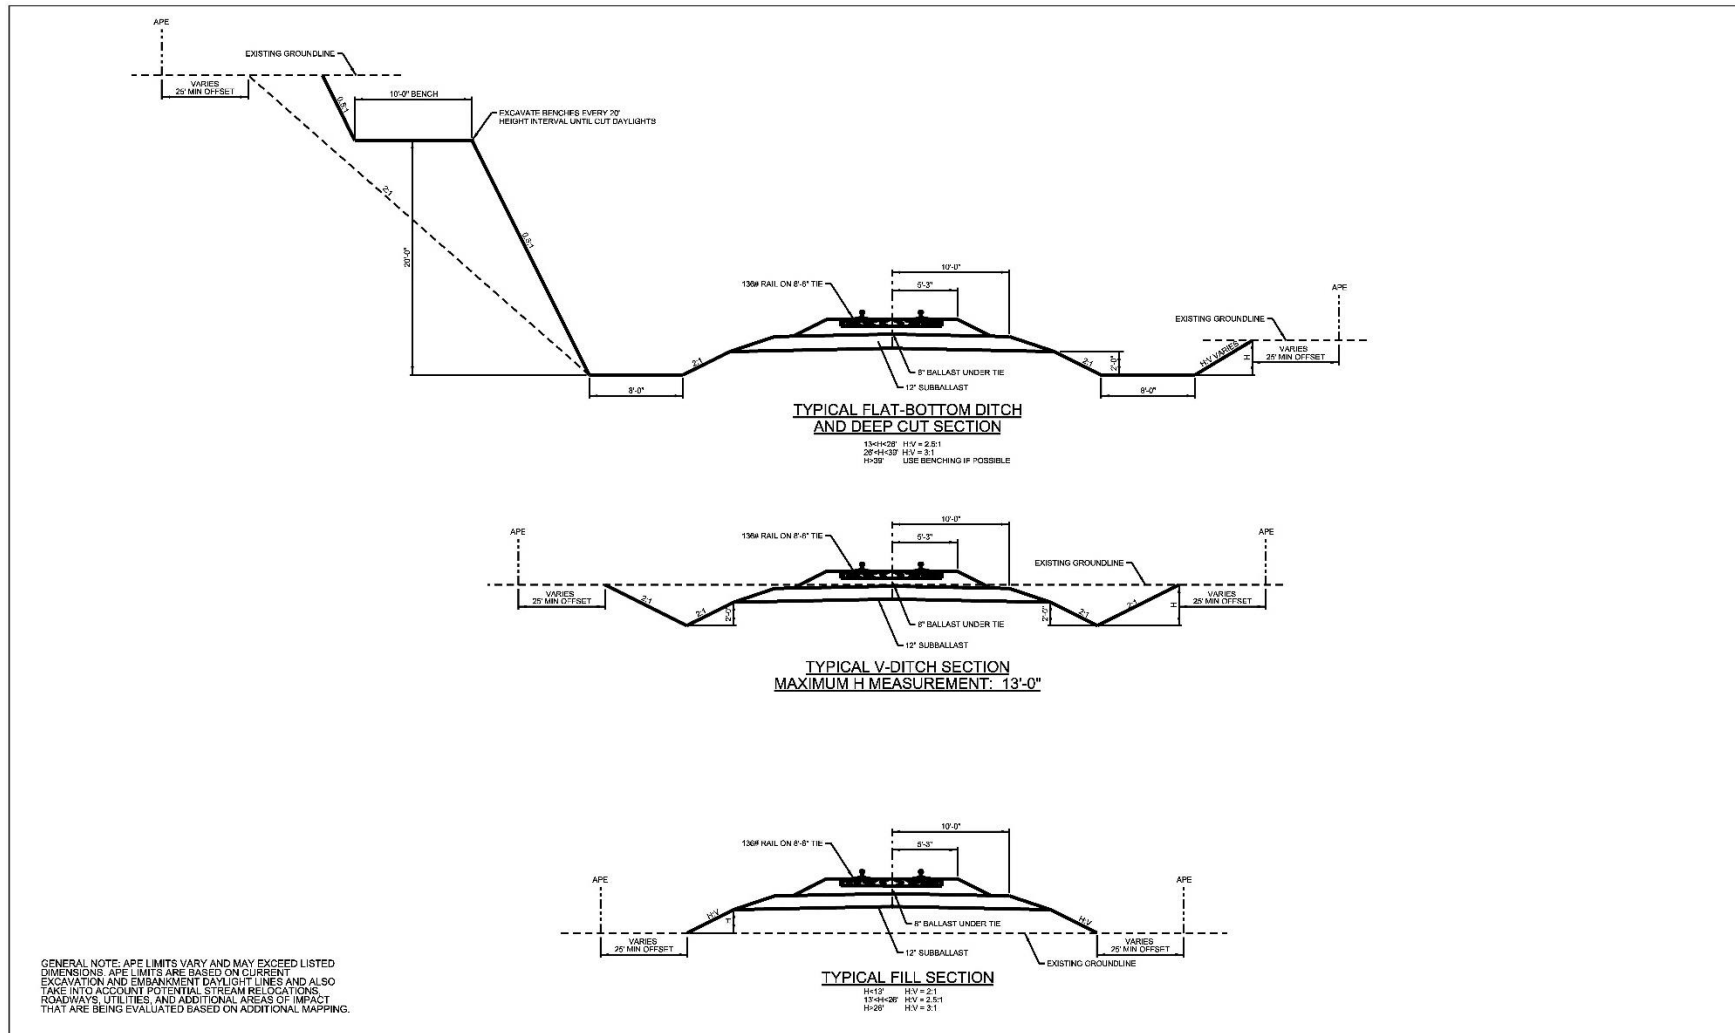 APE
EXISTING GROUNDLINE
VARIES
25' MIN OFFSET
10'-0" BENCH
0.5:1
EXCAVATE BENCHES EVERY 20'
HEIGHT INTERVAL UNTIL CUT DAYLIGHTS
2:1
0.5:1
20'-0"
10'-0"
5'-3"
136# RAIL ON 8'-6" TIE
APE
EXISTING GROUNDLINE
VARIES
25' MIN OFFSET
H:V VARIES
H
2:1
2'-0"
2:1
8" BALLAST UNDER TIE
12" SUBBALLAST
8'-0"
8'-0"
TYPICAL FLAT-BOTTOM DITCH
AND DEEP CUT SECTION
13<H<26' H:V = 2.5:1
26'<H<39' H:V = 3:1
H>39' USE BENCHING IF POSSIBLE
APE
10'-0"
5'-3"
136# RAIL ON 8'-6" TIE
APE
EXISTING GROUNDLINE
VARIES
25' MIN OFFSET
2:1
2:1
2'-0"
2'-0"
2:1
2:1
H
VARIES
25' MIN OFFSET
8" BALLAST UNDER TIE
12" SUBBALLAST
TYPICAL V-DITCH SECTION
MAXIMUM H MEASUREMENT: 13'-0"
10'-0"
5'-3"
136# RAIL ON 8'-6" TIE
APE
APE
H:V
H
H:V
8" BALLAST UNDER TIE
VARIES
25' MIN OFFSET
12" SUBBALLAST
VARIES
25' MIN OFFSET
EXISTING GROUNDLINE
TYPICAL FILL SECTION
H<13' H:V = 2:1
13'<H<26' H:V = 2.5:1
H>26' H:V = 3:1
GENERAL NOTE: APE LIMITS VARY AND MAY EXCEED LISTED
DIMENSIONS. APE LIMITS ARE BASED ON CURRENT
EXCAVATION AND EMBANKMENT DAYLIGHT LINES AND ALSO
TAKE INTO ACCOUNT POTENTIAL STREAM RELOCATIONS,
ROADWAYS, UTILITIES, AND ADDITIONAL AREAS OF IMPACT
THAT ARE BEING EVALUATED BASED ON ADDITIONAL MAPPING.